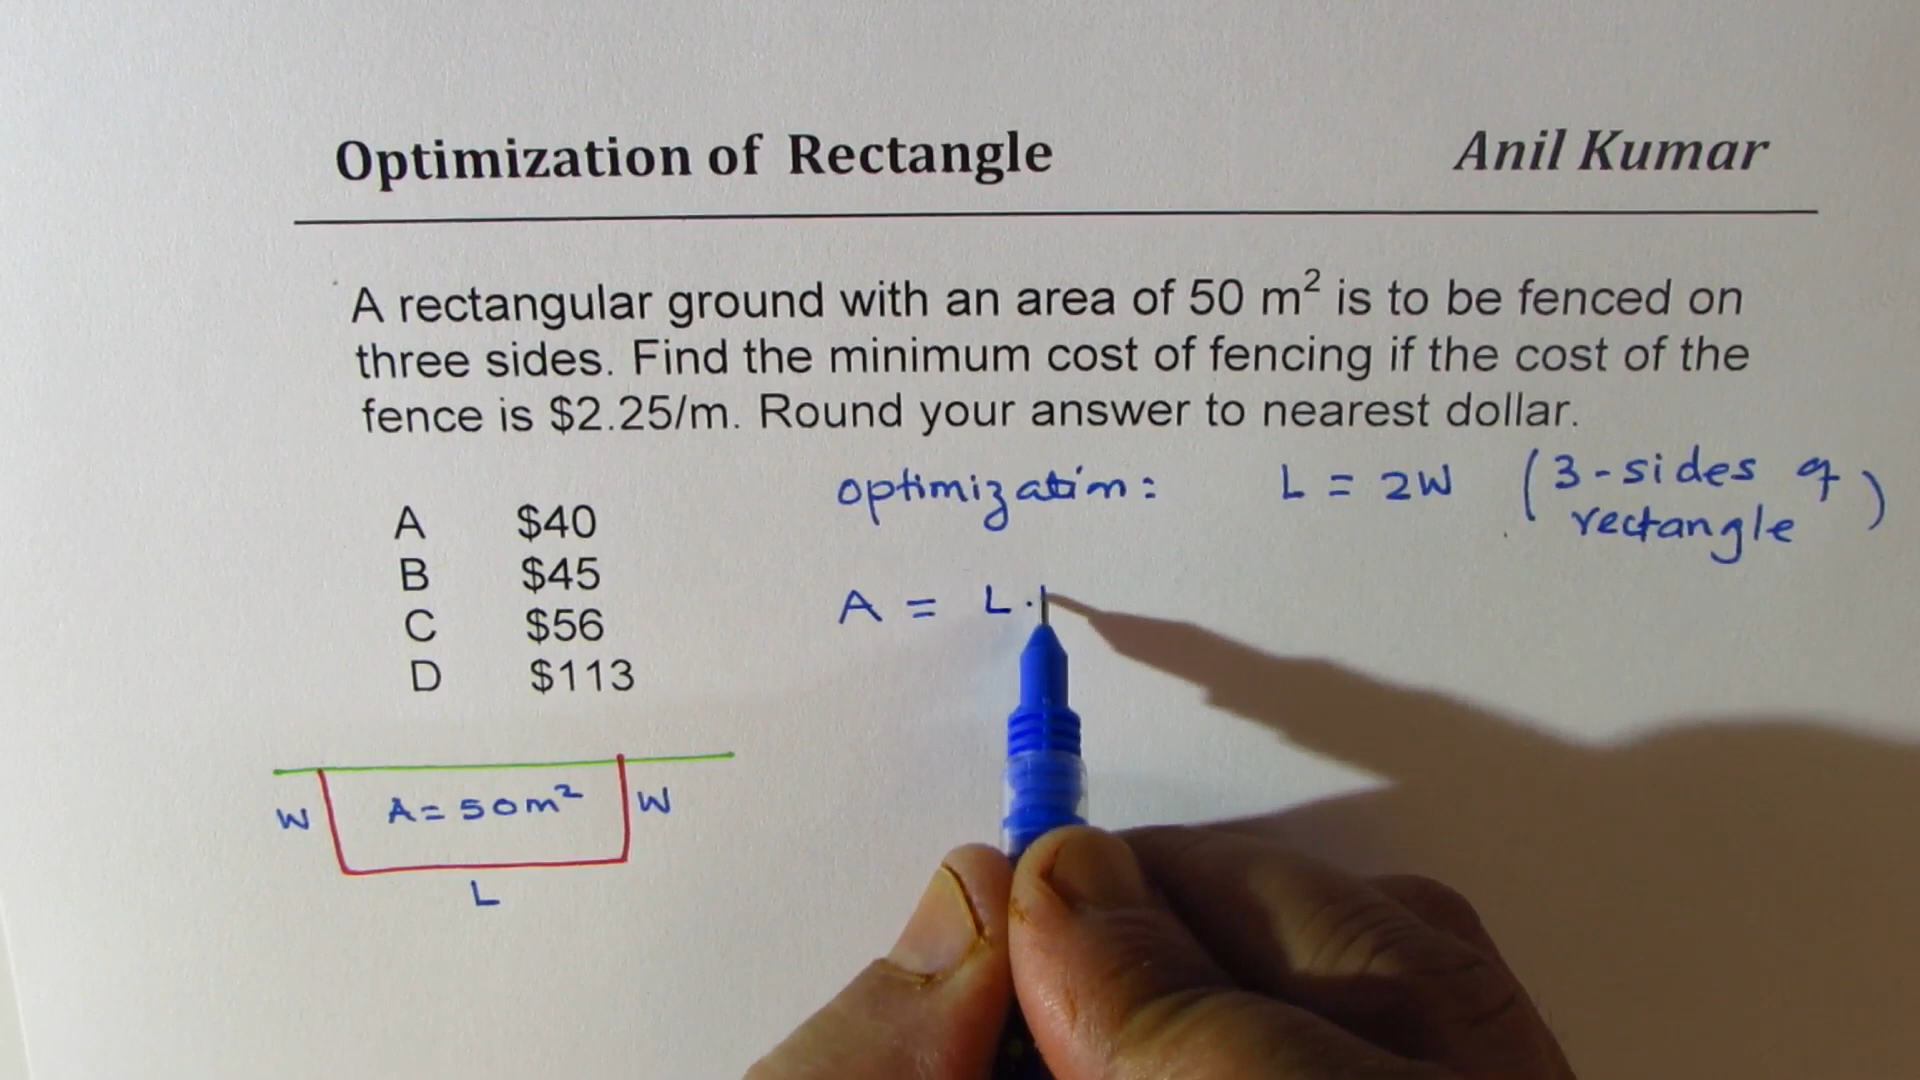 Optimization of Rectangle Anil Kumar
A rectangular ground with an area of 50 m² is to be fenced on
three sides. Find the minimum cost of fencing if the cost of the
fence is $2.25/m. Round your answer to nearest dollar.
optimization: L = 2W (3-sides of
rectangle)
A $40
B $45
C $56
D $113
A = L.
W A = 50m² W
L